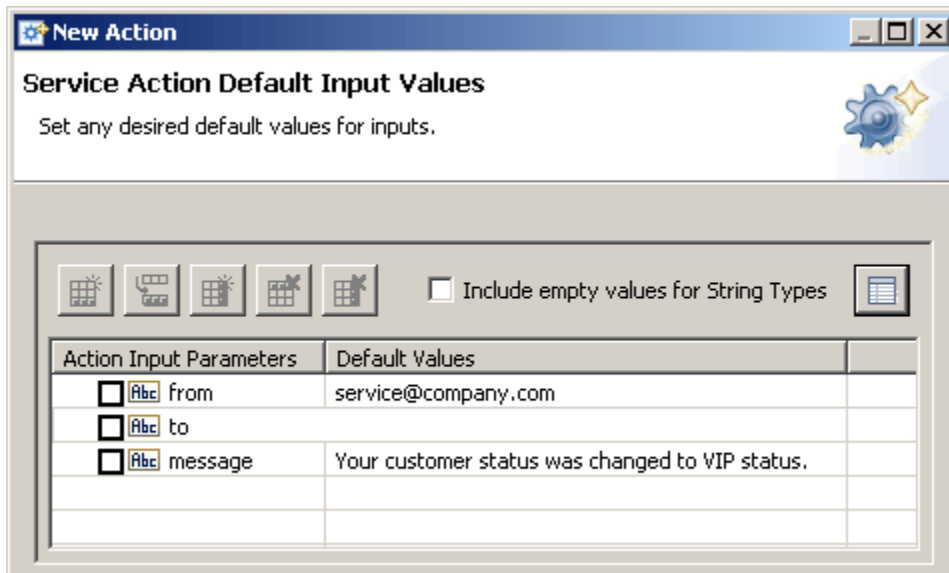 New Action
Service Action Default Input Values
Set any desired default values for inputs.
Include empty values for String Types
Action Input Parameters Default Values
Abc from service@company.com
Abc to
Abc message Your customer status was changed to VIP status.